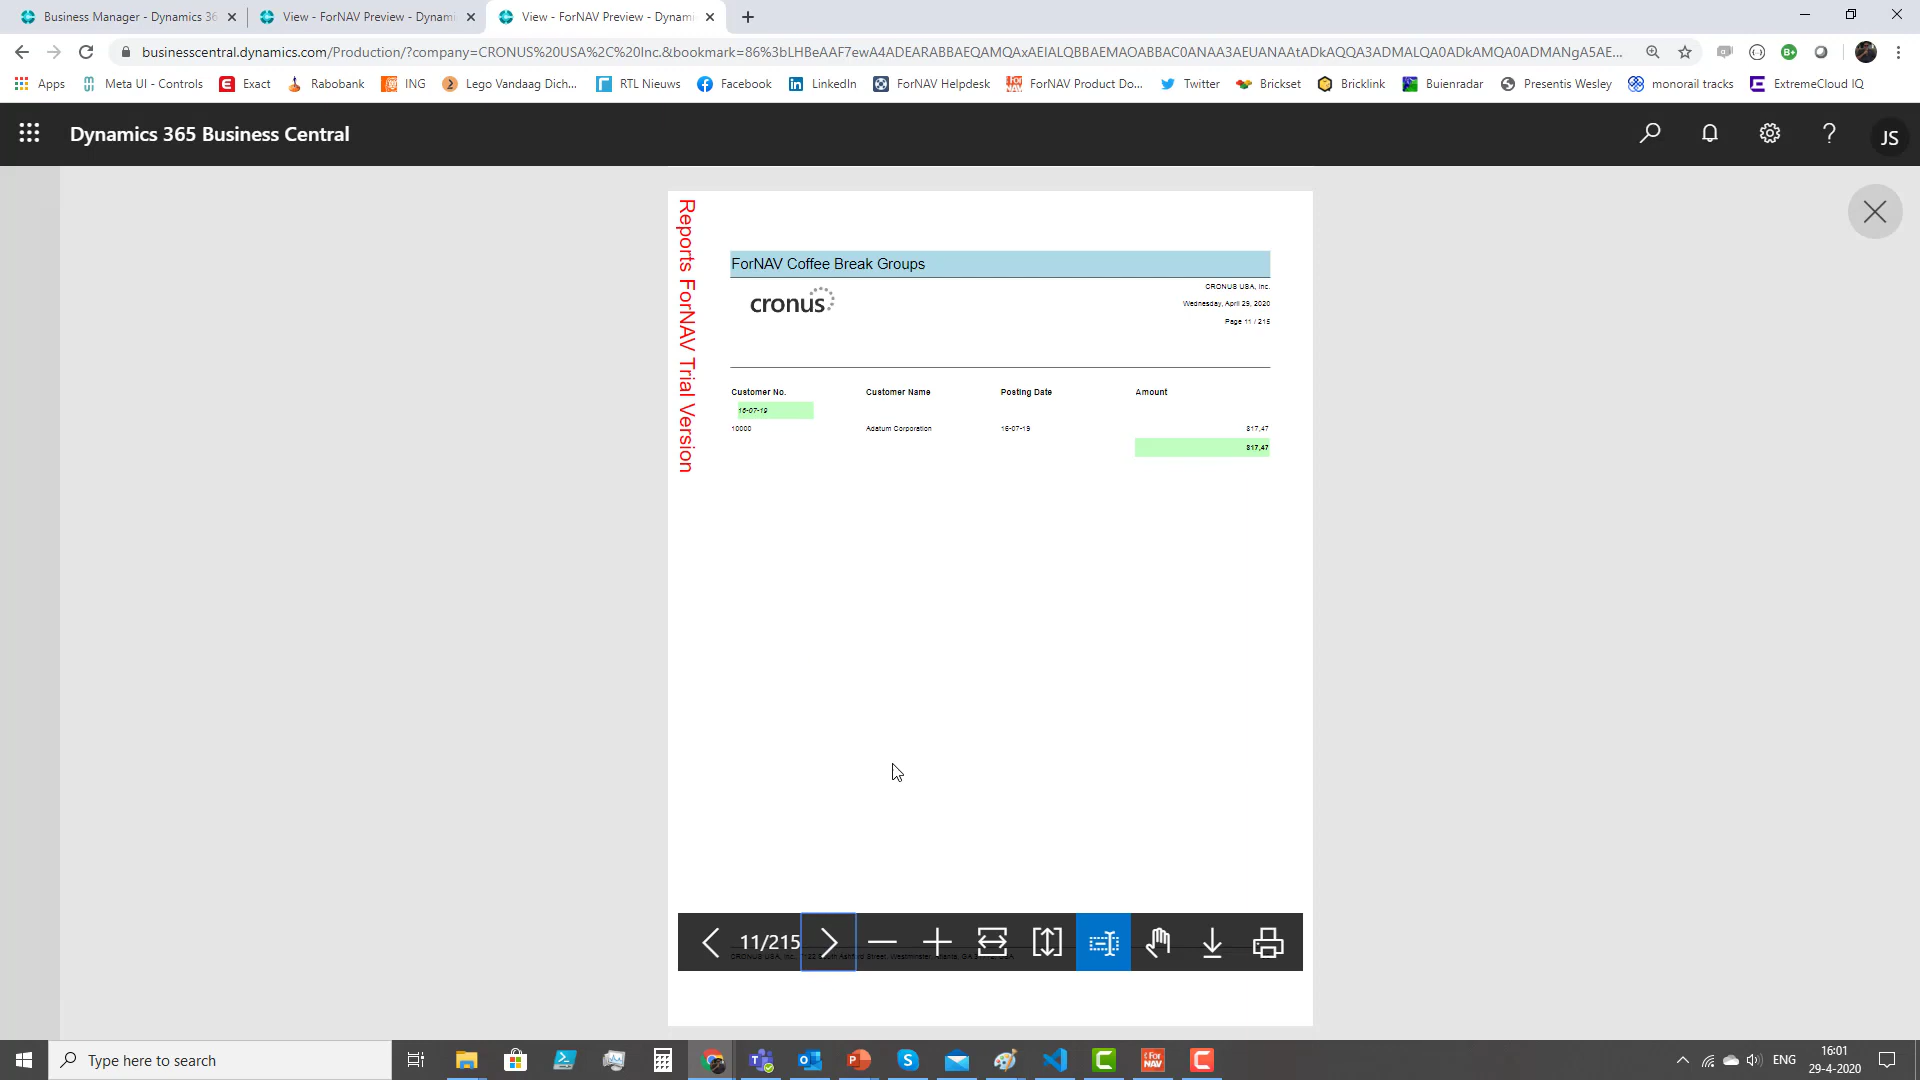 Business Manager - Dynamics 36
View - ForNAV Preview - Dynami
View - ForNAV Preview - Dynami
businesscentral.dynamics.com/Production/?company=CRONUS%20USA%2C%20Inc.&bookmark=86%3bLHBeAAF7ewA4ADEARABBAEQAMQAxAEIALQBBAEMAOABBAC0ANAA3AEUANAAtADkAQQA3ADMALQA0ADkAMQA0ADMANgA5AE...
Apps
Meta UI - Controls
Exact
Rabobank
ING
Lego Vandaag Dich...
RTL Nieuws
Facebook
LinkedIn
ForNAV Helpdesk
ForNAV Product Do...
Twitter
Brickset
Bricklink
Buienradar
Presentis Wesley
monorail tracks
ExtremeCloud IQ
Dynamics 365 Business Central
JS
Reports ForNAV Trial Version
ForNAV Coffee Break Groups
cronus
CRONUS USA, Inc.
Wednesday, April 29, 2020
Page 11 / 215
Customer No. Customer Name Posting Date Amount
16-07-19
10000 Adatum Corporation 16-07-19 817,47
817,47
11/215
CRONUS USA, Inc.
Type here to search
ENG
16:01
29-4-2020